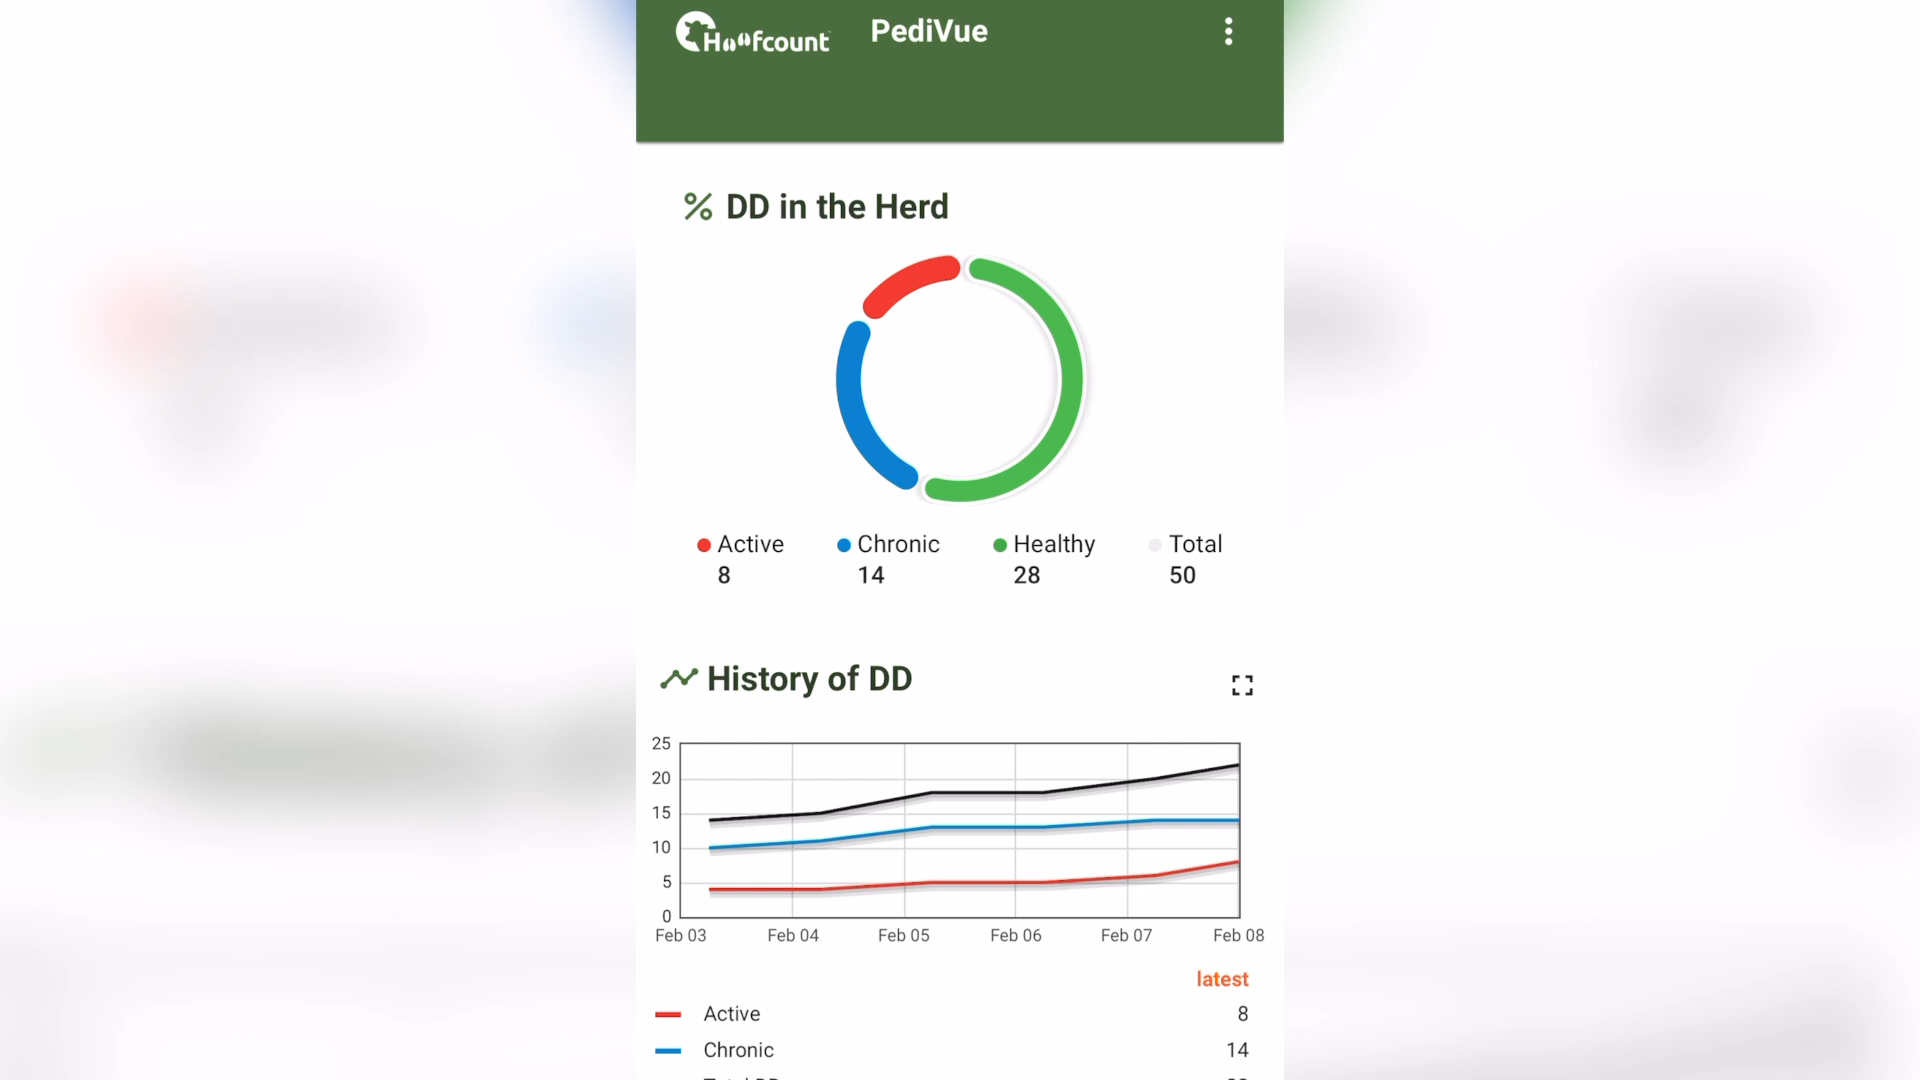 Hoofcount
PediVue
% DD in the Herd
Active
8
Chronic
14
Healthy
28
Total
50
History of DD
25
20
15
10
5
0
Feb 03
Feb 04
Feb 05
Feb 06
Feb 07
Feb 08
latest
Active
8
Chronic
14